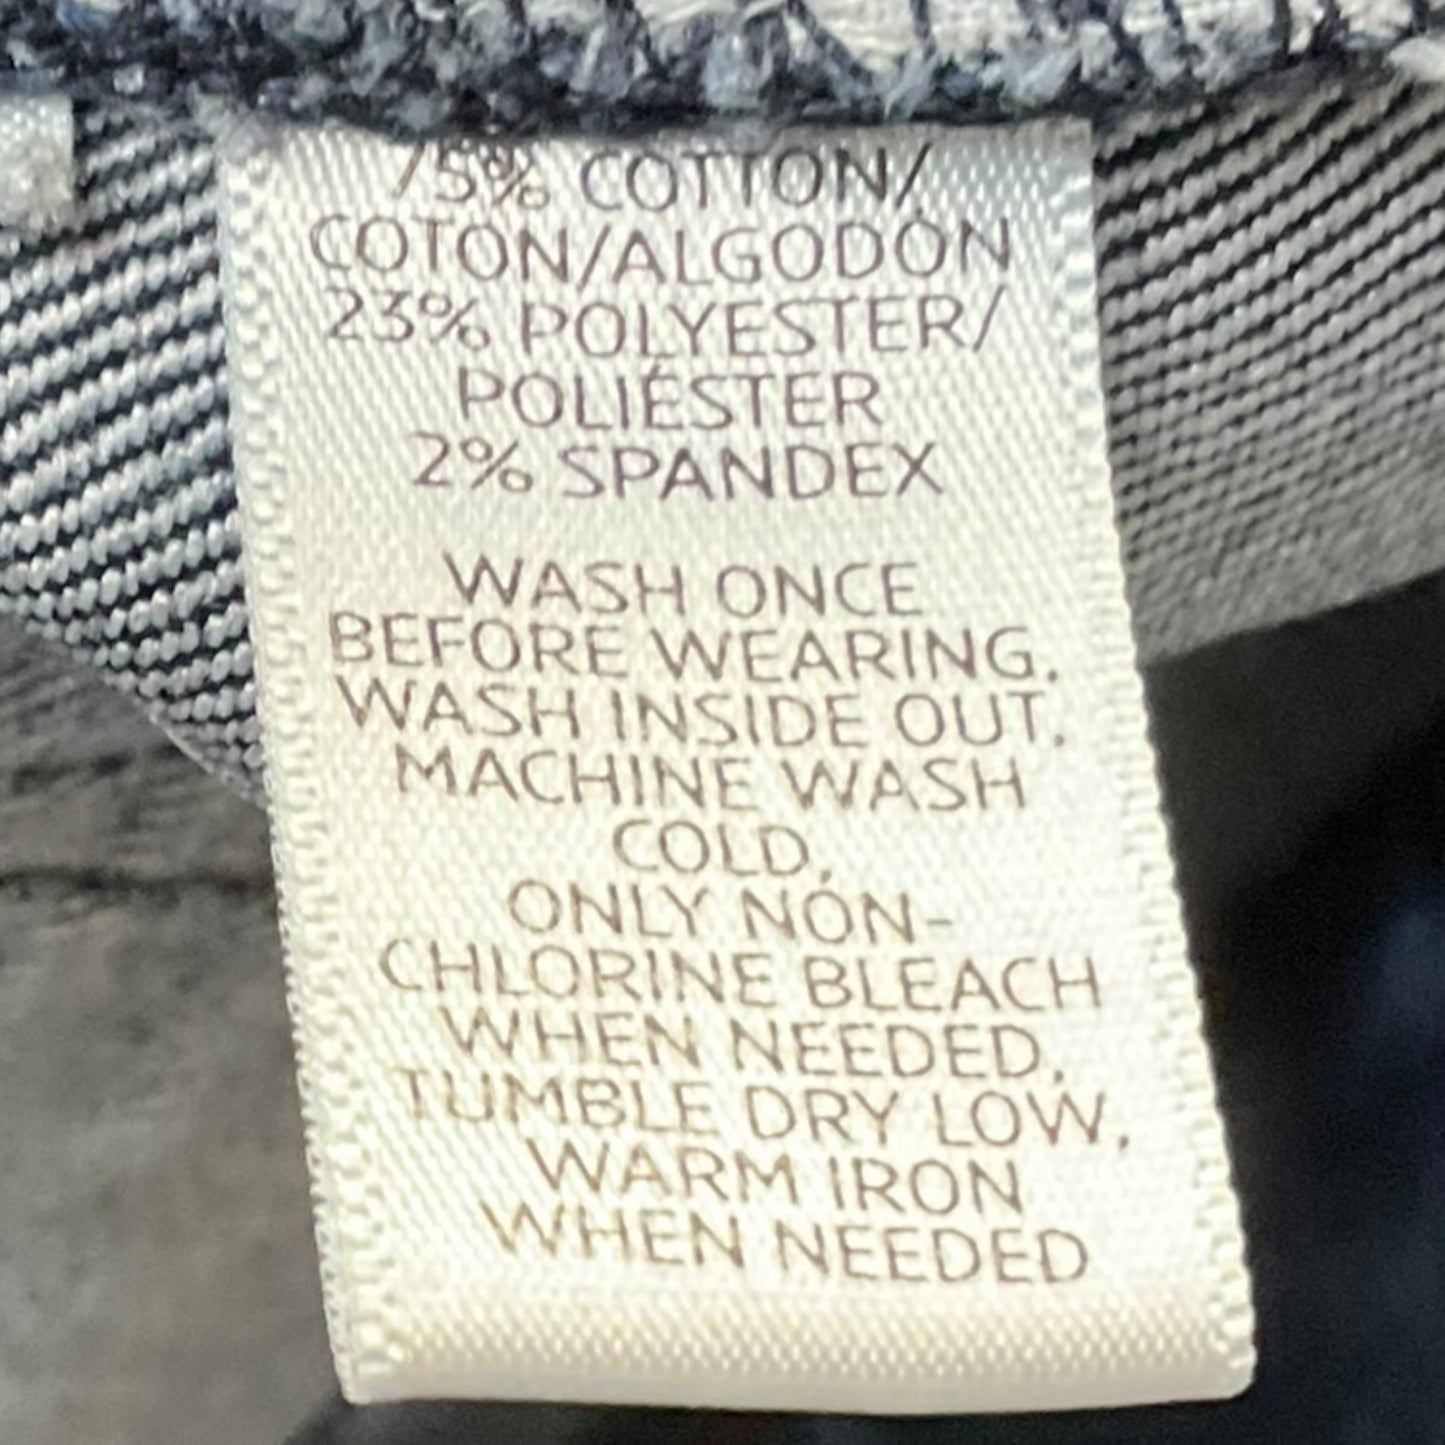 75% COTTON/
COTON/ALGODÓN
23% POLYESTER/
POLIÉSTER
2% SPANDEX
WASH ONCE
BEFORE WEARING.
WASH INSIDE OUT.
MACHINE WASH
COLD,
ONLY NON-
CHLORINE BLEACH
WHEN NEEDED,
TUMBLE DRY LOW,
WARM IRON
WHEN NEEDED